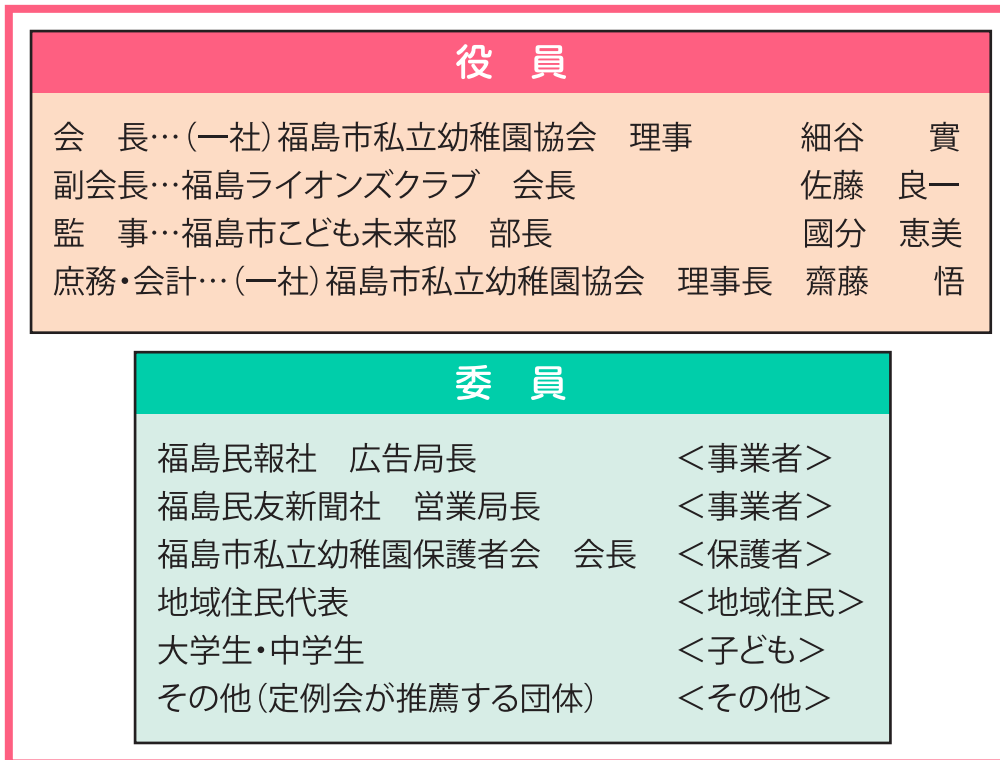 役　員
会　長…（一社）福島市私立幼稚園協会　理事　細谷　實
副会長…福島ライオンズクラブ　会長　佐藤　良一
監　事…福島市こども未来部　部長　國分　恵美
庶務・会計…（一社）福島市私立幼稚園協会　理事長　齋藤　悟
委　員
福島民報社　広告局長　＜事業者＞
福島民友新聞社　営業局長　＜事業者＞
福島市私立幼稚園保護者会　会長　＜保護者＞
地域住民代表　＜地域住民＞
大学生・中学生　＜子ども＞
その他（定例会が推薦する団体）　＜その他＞